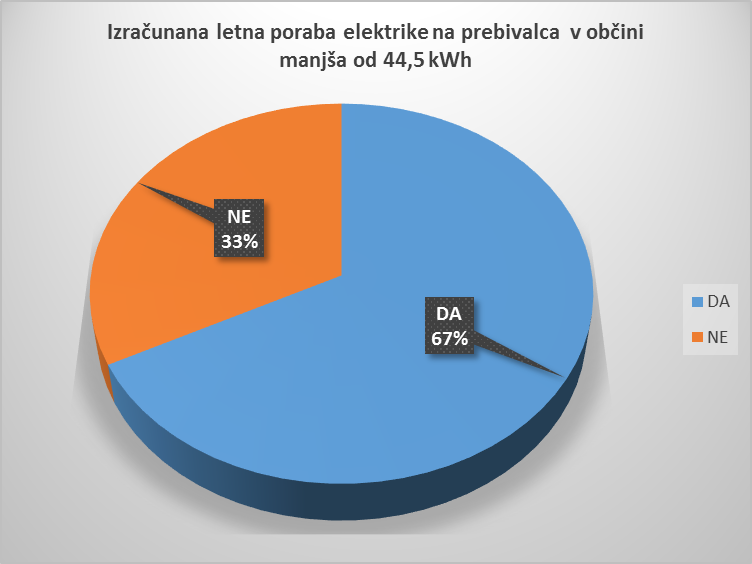 Izračunana letna poraba elektrike na prebivalca v občini
manjša od 44,5 kWh
NE
33%
DA
67%
DA
NE